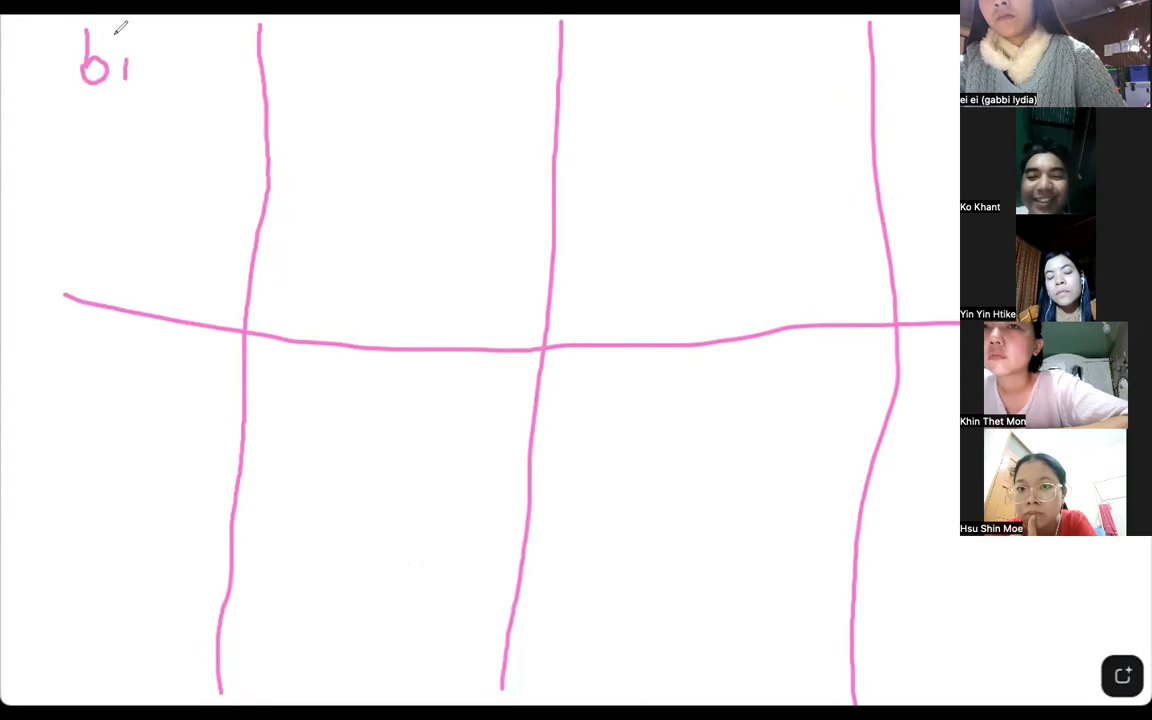 bi
ei ei (gabbi lydia)
Ko Khant
Yin Yin Htike
Khin Thet Mon
Hsu Shin Moe